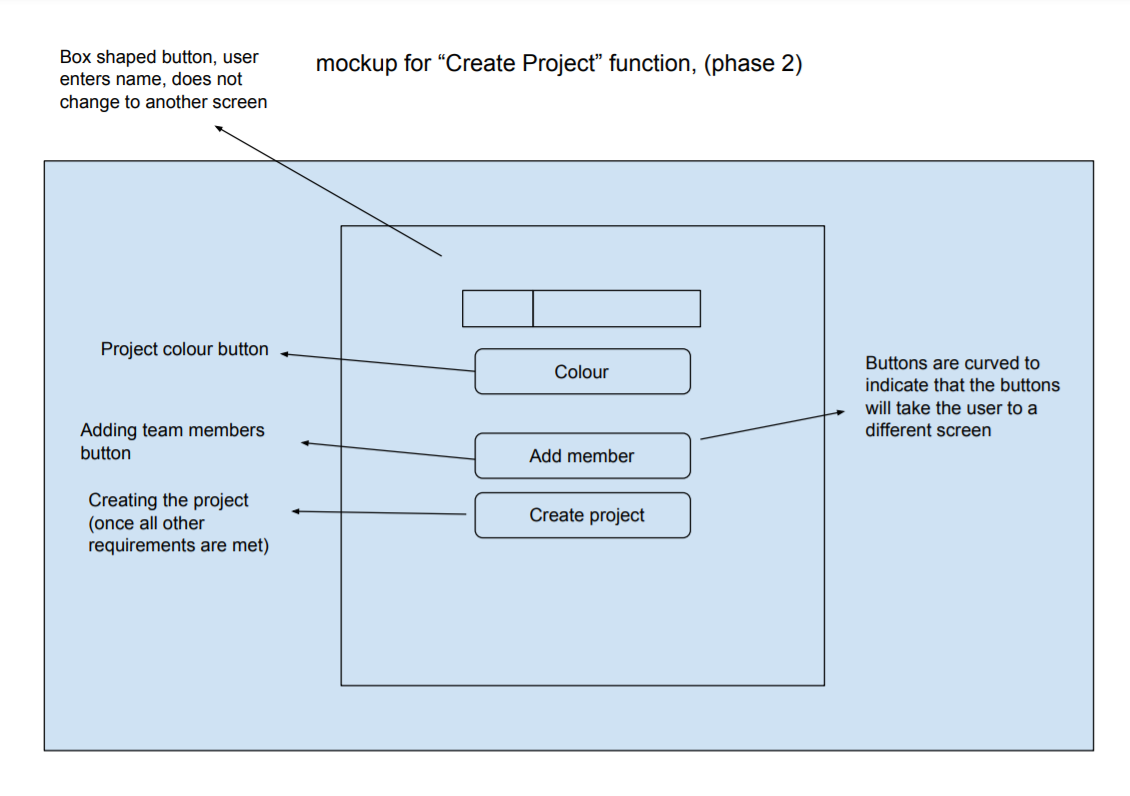 Box shaped button, user
enters name, does not
change to another screen
mockup for “Create Project” function, (phase 2)
Project colour button
Colour
Buttons are curved to
indicate that the buttons
will take the user to a
different screen
Adding team members
button
Add member
Creating the project
(once all other
requirements are met)
Create project